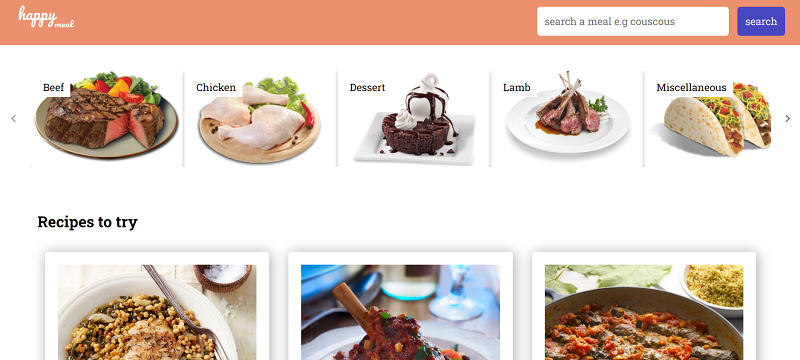 happy
meal
search a meal e.g couscous
search
Beef
Chicken
Dessert
Lamb
Miscellaneous
Recipes to try